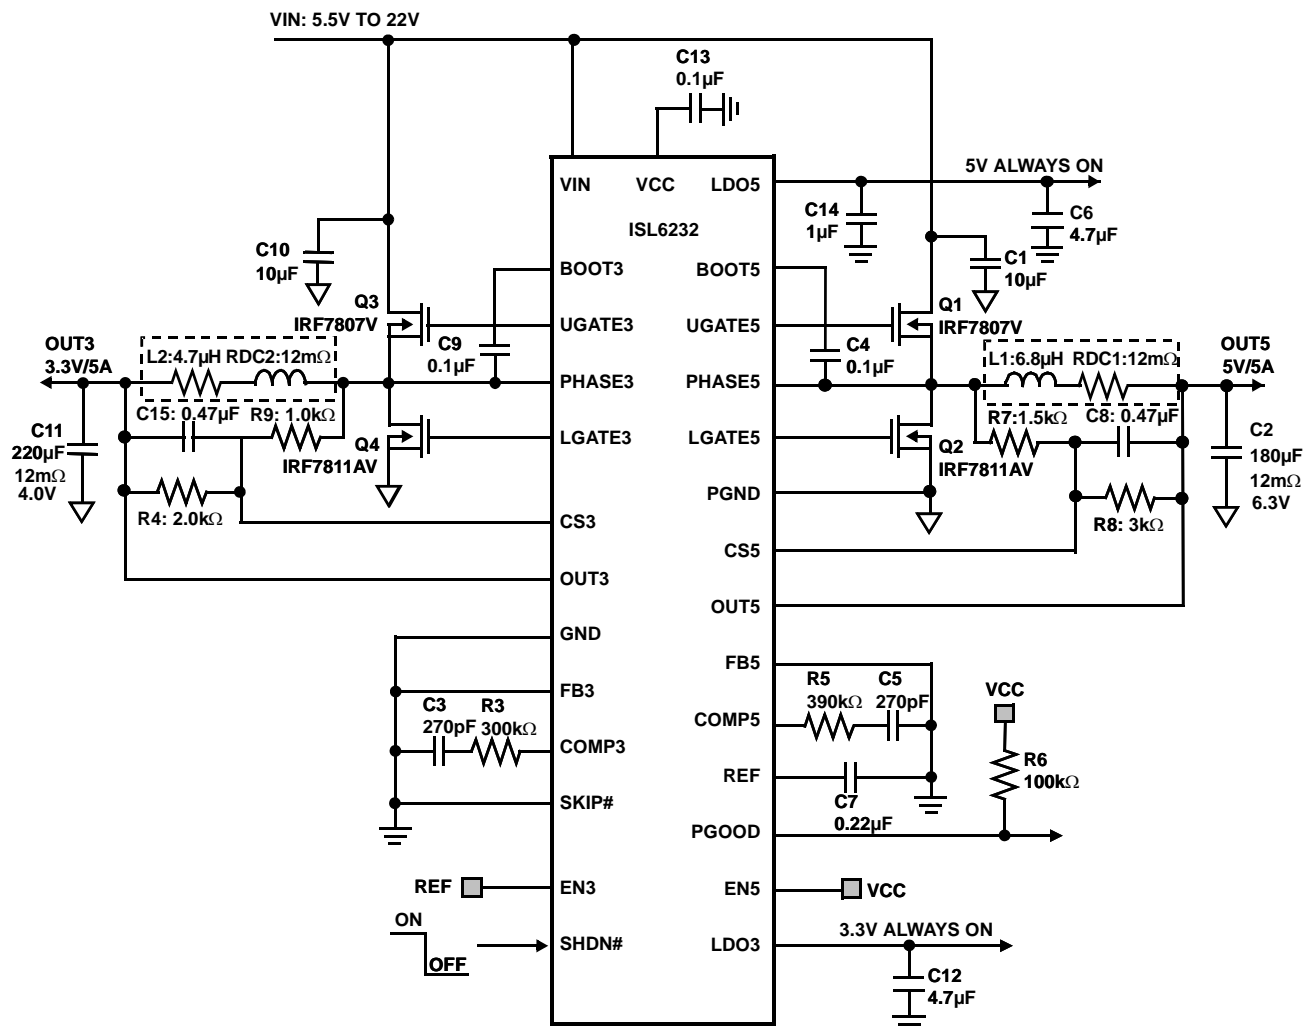 VIN: 5.5V TO 22V
C13
0.1µF
VIN
VCC
LDO5
5V ALWAYS ON
ISL6232
C14
1µF
C6
4.7µF
C10
10µF
BOOT3
BOOT5
C1
10µF
Q3
IRF7807V
UGATE3
UGATE5
Q1
IRF7807V
C9
0.1µF
C4
0.1µF
OUT3
3.3V/5A
L2:4.7µH RDC2:12mΩ
PHASE3
PHASE5
L1:6.8µH RDC1:12mΩ
OUT5
5V/5A
C15: 0.47µF
R9: 1.0kΩ
R7:1.5kΩ
C8: 0.47µF
C11
220µF
12mΩ
4.0V
Q4
IRF7811AV
LGATE3
LGATE5
Q2
IRF7811AV
C2
180µF
12mΩ
6.3V
R4: 2.0kΩ
PGND
R8: 3kΩ
CS3
CS5
OUT3
OUT5
GND
FB5
FB3
C3
270pF
R3
300kΩ
COMP3
COMP5
R5
390kΩ
C5
270pF
VCC
REF
C7
0.22µF
R6
100kΩ
SKIP#
PGOOD
REF
EN3
EN5
VCC
ON
OFF
SHDN#
LDO3
3.3V ALWAYS ON
C12
4.7µF